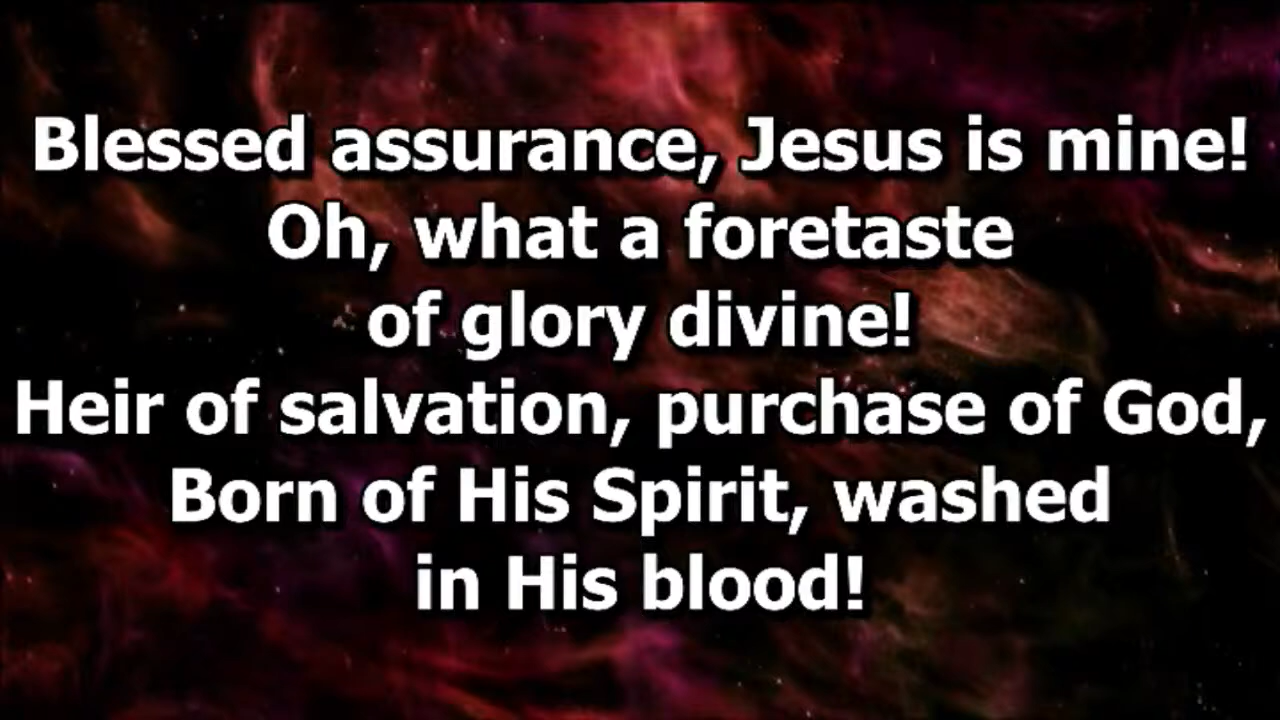 Blessed assurance, Jesus is mine!
Oh, what a foretaste
of glory divine!
Heir of salvation, purchase of God,
Born of His Spirit, washed
in His blood!